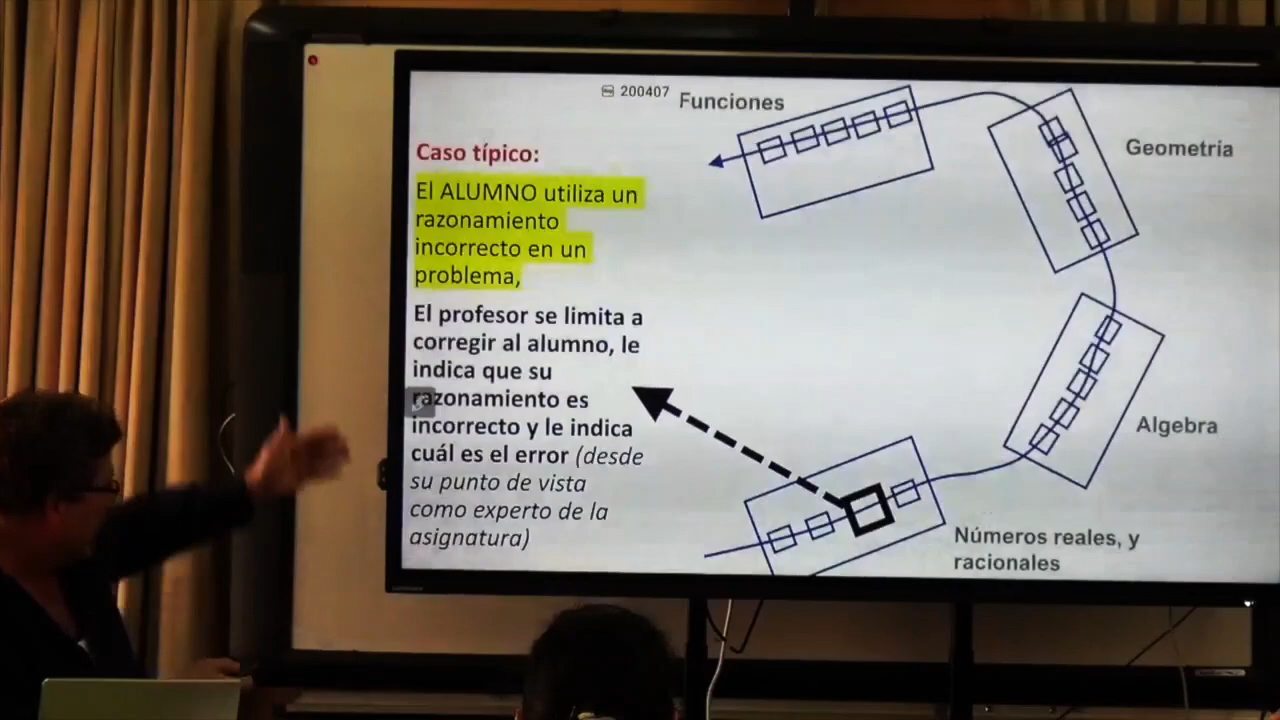 200407
Funciones
Caso típico:
El ALUMNO utiliza un
razonamiento
incorrecto en un
problema,
El profesor se limita a
corregir al alumno, le
indica que su
razonamiento es
incorrecto y le indica
cuál es el error (desde
su punto de vista
como experto de la
asignatura)
Geometría
Algebra
Números reales, y
racionales